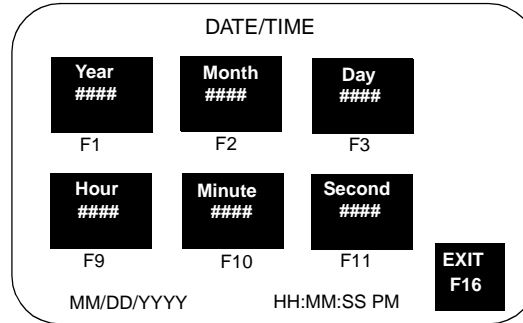 DATE/TIME
Year Month Day
#### #### ####
F1 F2 F3
Hour Minute Second
#### #### ####
F9 F10 F11
EXIT
F16
MM/DD/YYYY HH:MM:SS PM